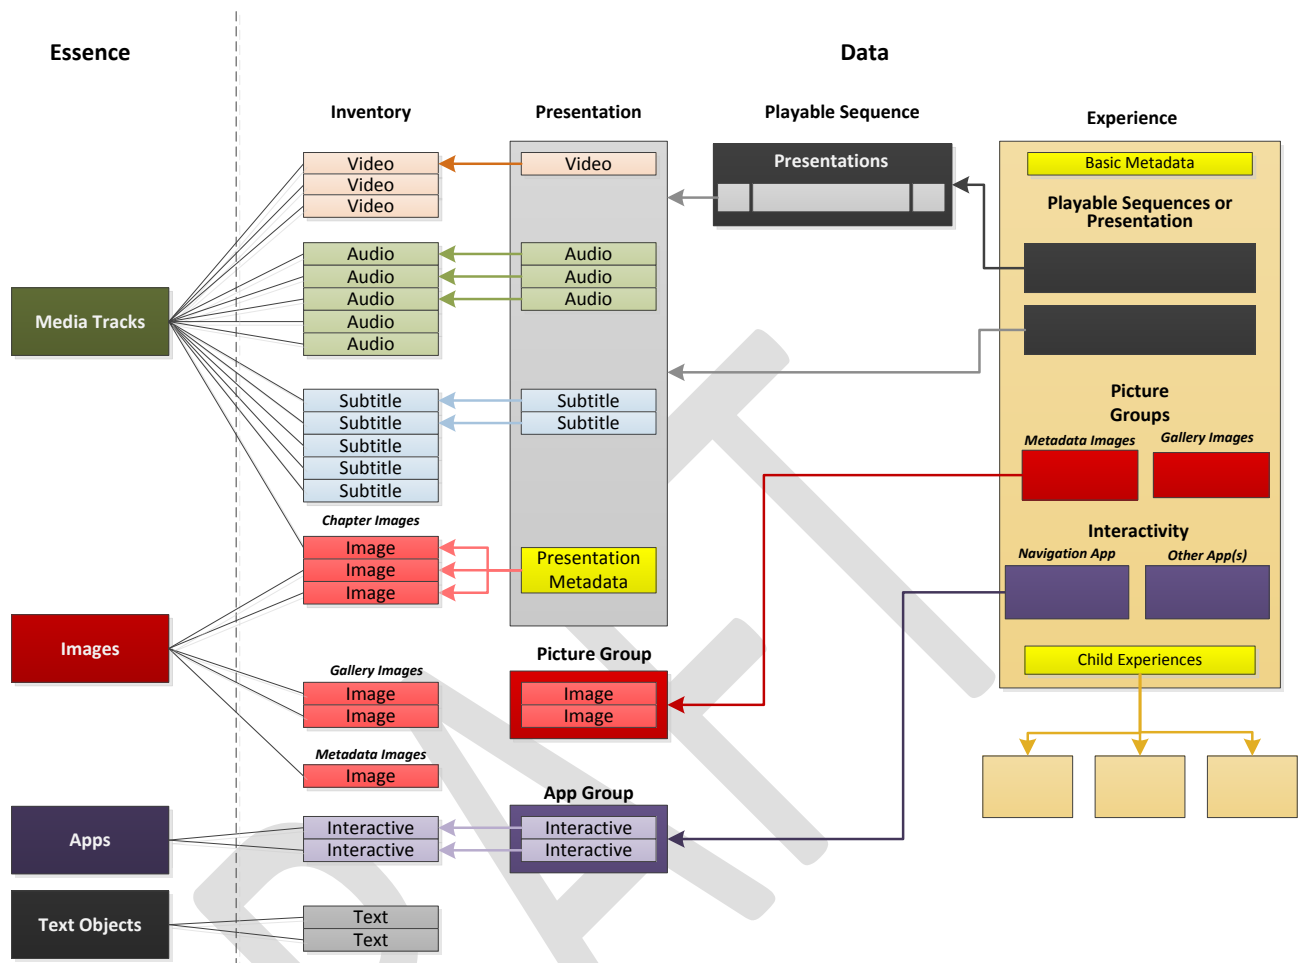 Essence
Data
Inventory
Presentation
Playable Sequence
Experience
Video
Video
Video
Audio
Audio
Audio
Audio
Audio
Subtitle
Subtitle
Subtitle
Subtitle
Subtitle
Chapter Images
Image
Image
Image
Gallery Images
Image
Image
Metadata Images
Image
Interactive
Interactive
Text
Text
Media Tracks
Images
Apps
Text Objects
Video
Audio
Audio
Audio
Subtitle
Subtitle
Presentation
Metadata
Picture Group
Image
Image
App Group
Interactive
Interactive
Presentations
Basic Metadata
Playable Sequences or
Presentation
Picture
Groups
Metadata Images
Gallery Images
Interactivity
Navigation App
Other App(s)
Child Experiences
DRAFT